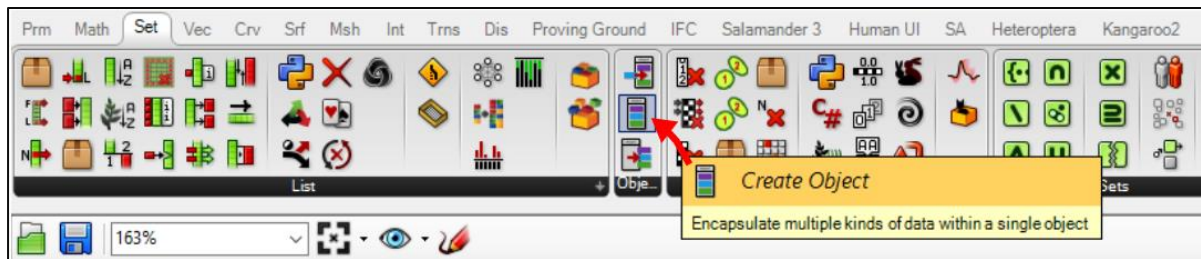 Prm Math Set Vec Crv Srf Msh Int Trns Dis Proving Ground IFC Salamander 3 Human UI SA Heteroptera Kangaroo2
List
Obje...
Sets
Create Object
Encapsulate multiple kinds of data within a single object
163%